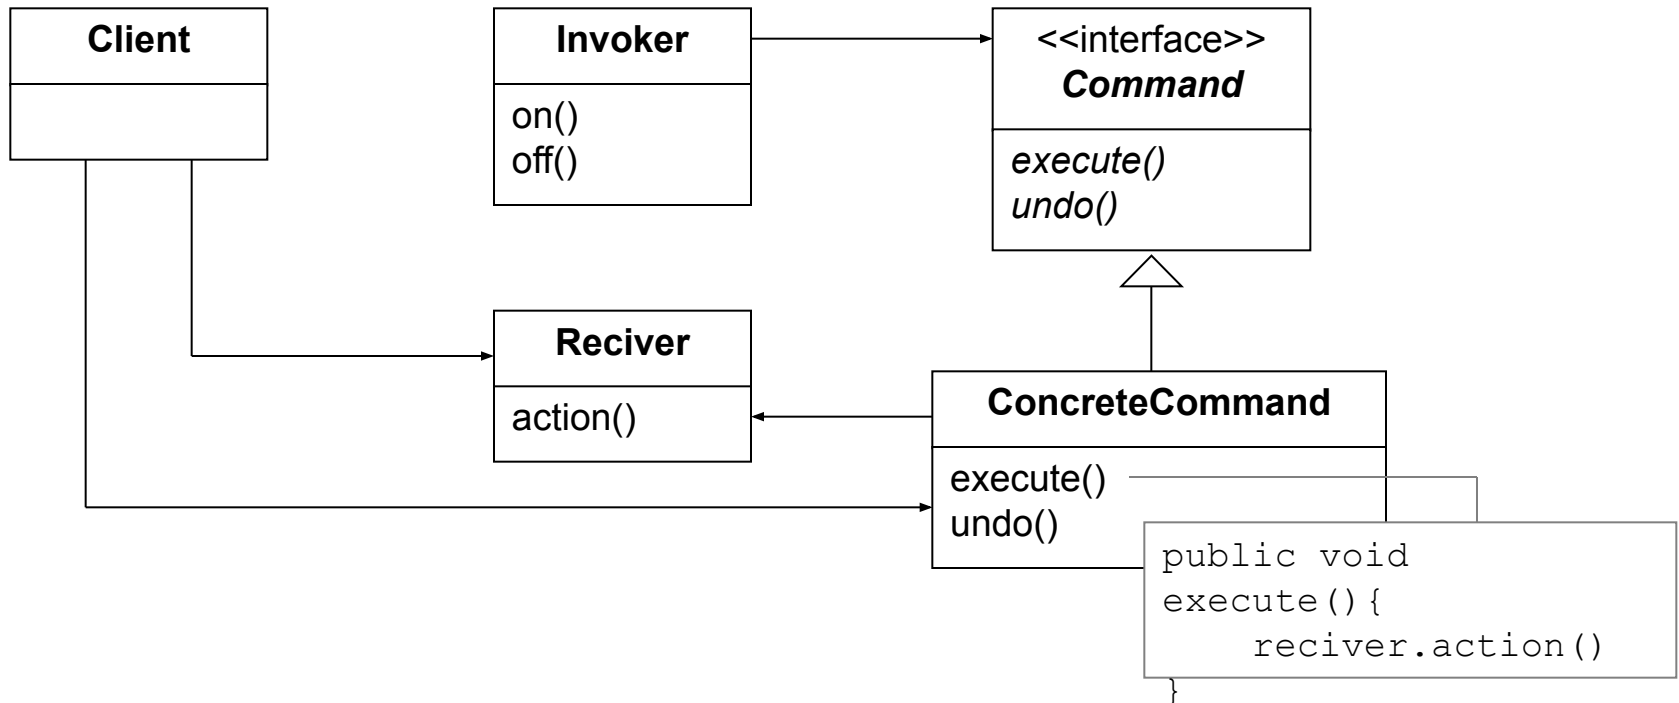 Client
Invoker
on()
off()
<<interface>>
Command
execute()
undo()
Reciver
action()
ConcreteCommand
execute()
undo()
public void
execute(){
reciver.action()
}